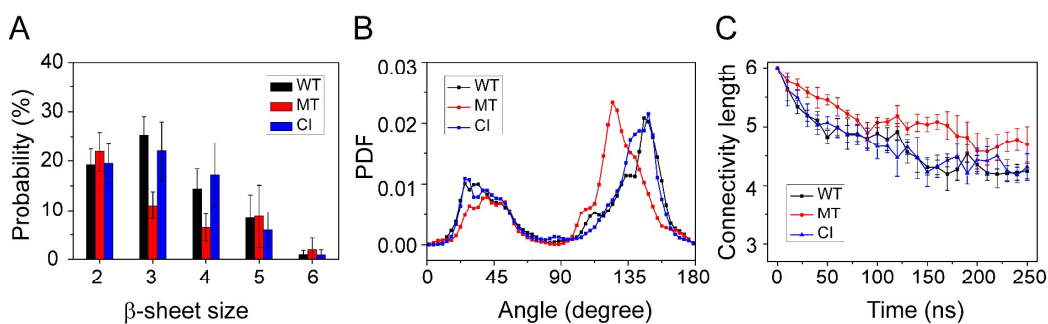 A
Probability (%)
40
30
20
10
0
2 3 4 5 6
β-sheet size
WT
MT
CI
B
PDF
0.03
0.02
0.01
0.00
0 45 90 135 180
Angle (degree)
WT
MT
CI
C
Connectivity length
6
5
4
3
0 50 100 150 200 250
Time (ns)
WT
MT
CI